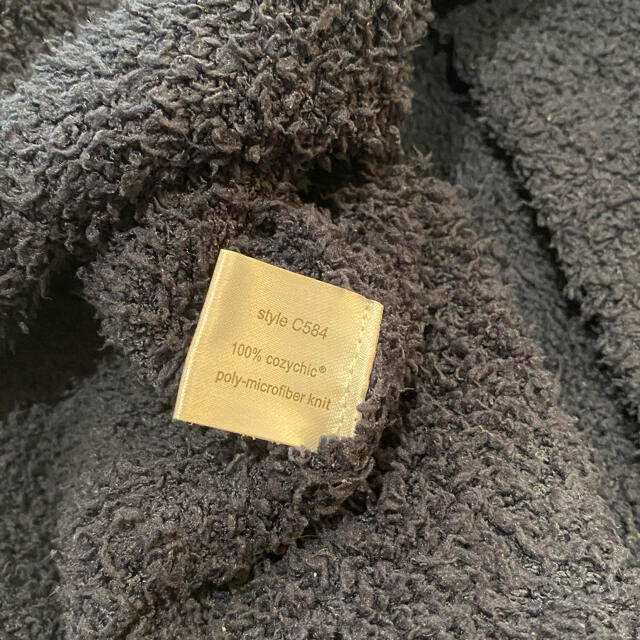 style C584
100% cozychic®
poly-microfiber knit